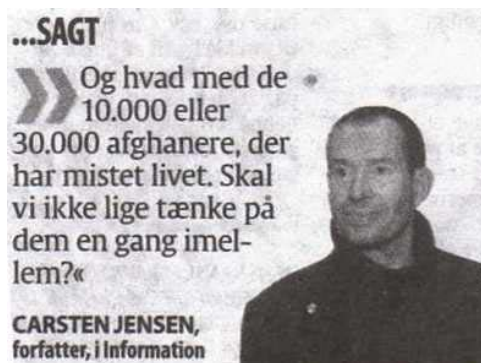 ...SAGT
»Og hvad med de
10.000 eller
30.000 afghanere, der
har mistet livet. Skal
vi ikke lige tænke på
dem en gang imel-
lem?«
CARSTEN JENSEN,
forfatter, i Information